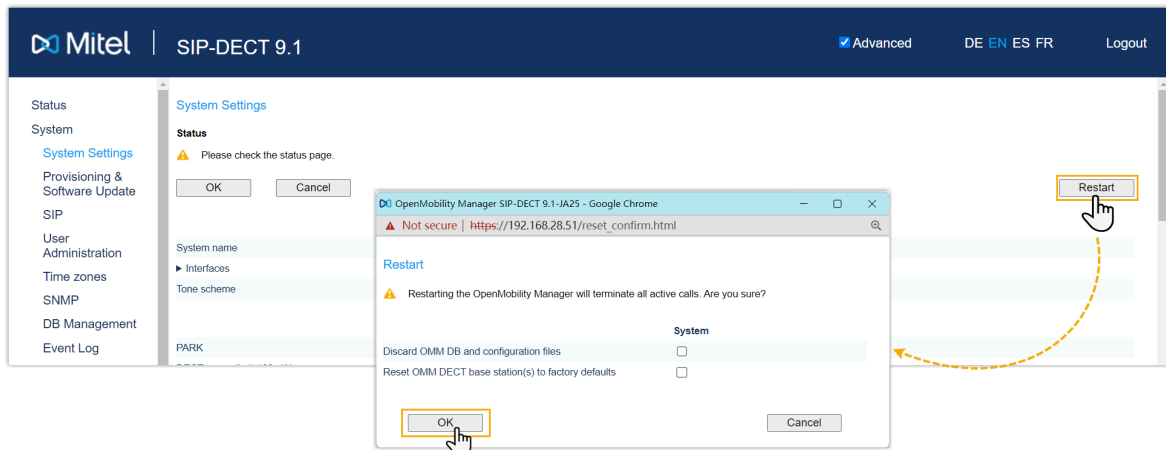 Mitel | SIP-DECT 9.1
Advanced
DE EN ES FR
Logout
Status
System
System Settings
Provisioning &
Software Update
SIP
User
Administration
Time zones
SNMP
DB Management
Event Log
System Settings
Status
Please check the status page.
OK Cancel
Restart
System name
Interfaces
Tone scheme
PARK
OpenMobility Manager SIP-DECT 9.1-JA25 - Google Chrome
Not secure | https://192.168.28.51/reset_confirm.html
Restart
Restarting the OpenMobility Manager will terminate all active calls. Are you sure?
System
Discard OMM DB and configuration files
Reset OMM DECT base station(s) to factory defaults
OK Cancel